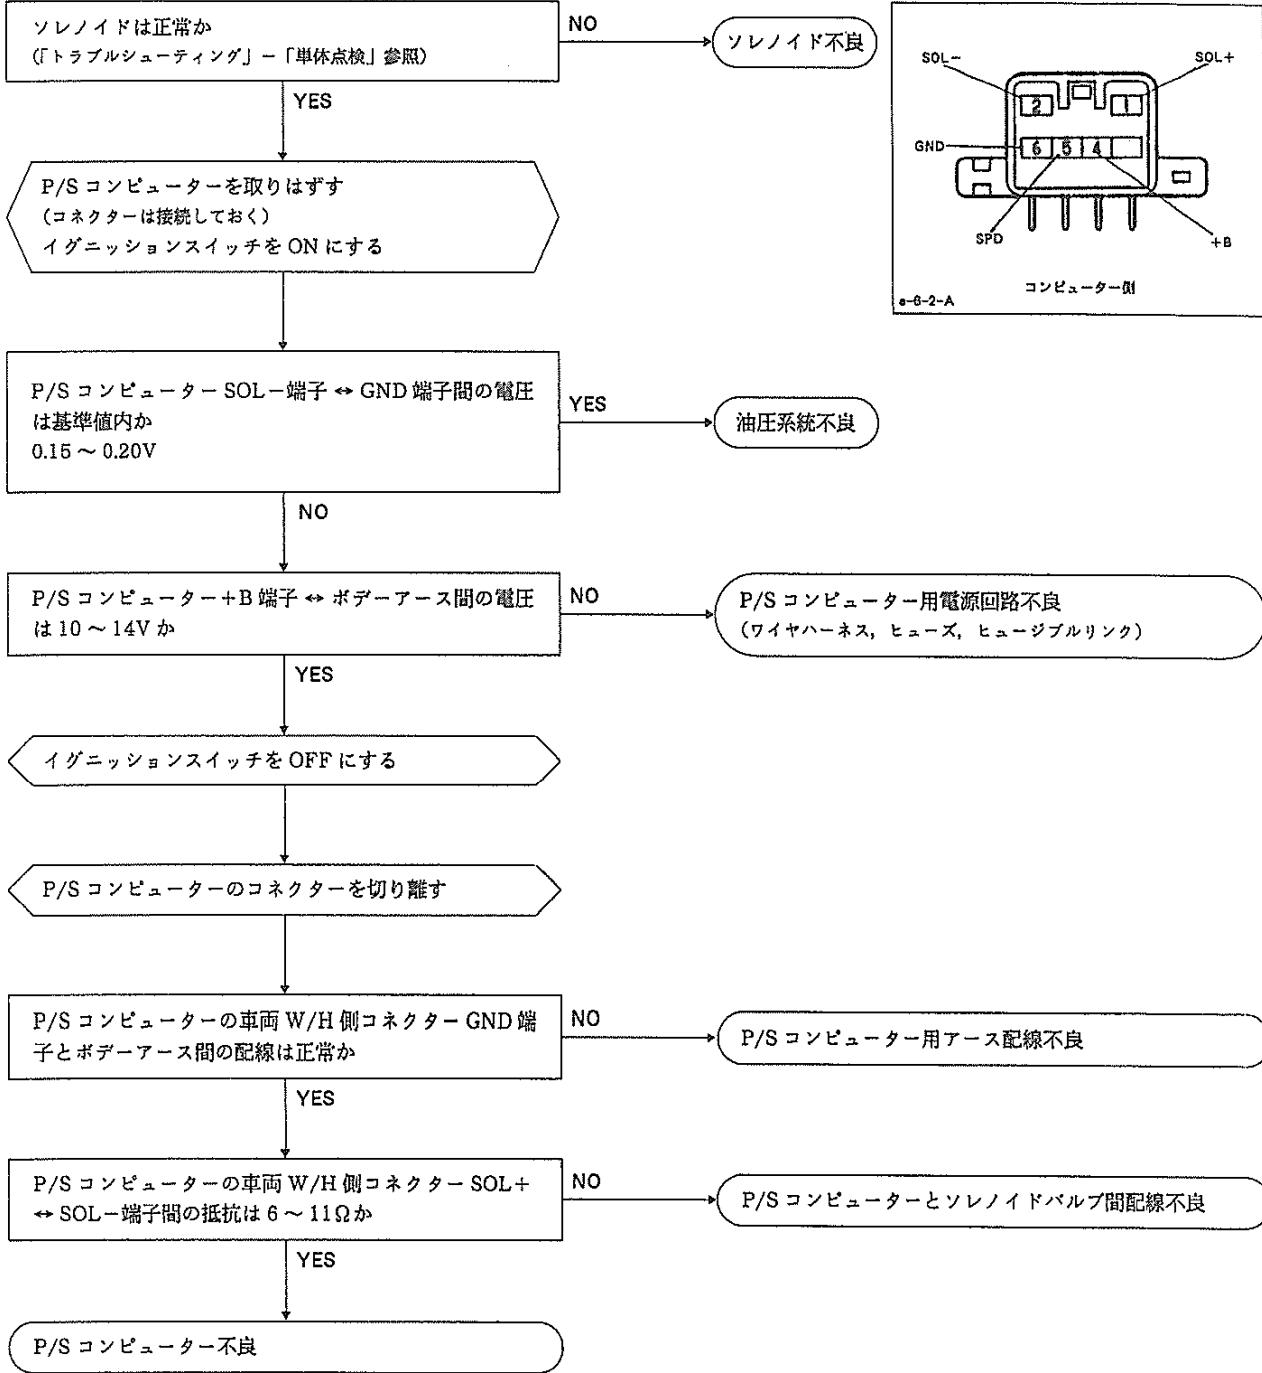 ソレノイドは正常か
(「トラブルシューティング」－「単体点検」参照)
NO
ソレノイド不良
YES
P/S コンピューターを取りはずす
(コネクターは接続しておく)
イグニッションスイッチを ON にする
SOL－
SOL＋
2
1
GND
6 5 4
SPD
＋B
コンピューター側
e-6-2-A
P/S コンピューター SOL－端子 ↔ GND 端子間の電圧
は基準値内か
0.15 ～ 0.20V
YES
油圧系統不良
NO
P/S コンピューター＋B 端子 ↔ ボデーアース間の電圧
は 10 ～ 14V か
NO
P/S コンピューター用電源回路不良
(ワイヤハーネス, ヒューズ, ヒュージブルリンク)
YES
イグニッションスイッチを OFF にする
P/S コンピューターのコネクターを切り離す
P/S コンピューターの車両 W/H 側コネクター GND 端
子とボデーアース間の配線は正常か
NO
P/S コンピューター用アース配線不良
YES
P/S コンピューターの車両 W/H 側コネクター SOL＋
↔ SOL－端子間の抵抗は 6 ～ 11Ω か
NO
P/S コンピューターとソレノイドバルブ間配線不良
YES
P/S コンピューター不良